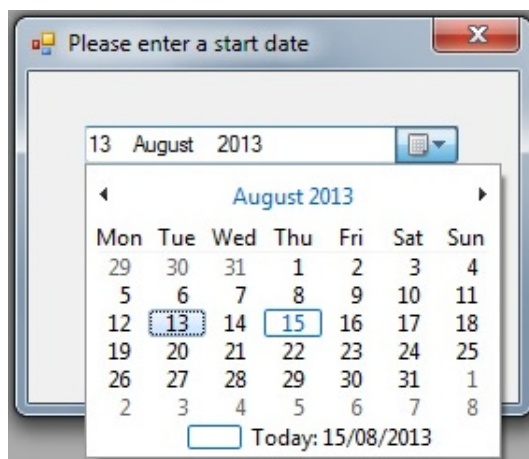 Please enter a start date
13 August 2013
August 2013
Mon Tue Wed Thu Fri Sat Sun
29 30 31 1 2 3 4
5 6 7 8 9 10 11
12 13 14 15 16 17 18
19 20 21 22 23 24 25
26 27 28 29 30 31 1
2 3 4 5 6 7 8
Today: 15/08/2013